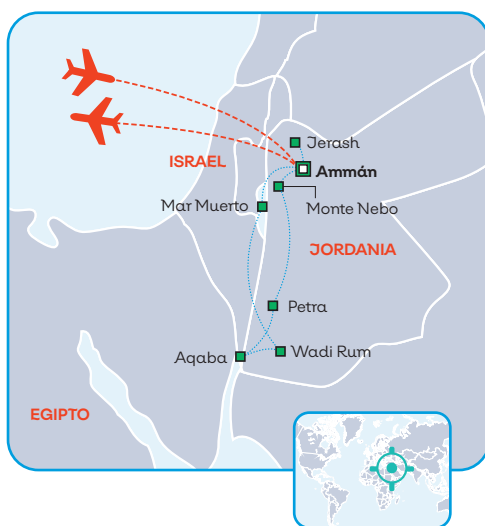 Jerash
ISRAEL
Ammán
Mar Muerto
Monte Nebo
JORDANIA
Petra
Aqaba
Wadi Rum
EGIPTO